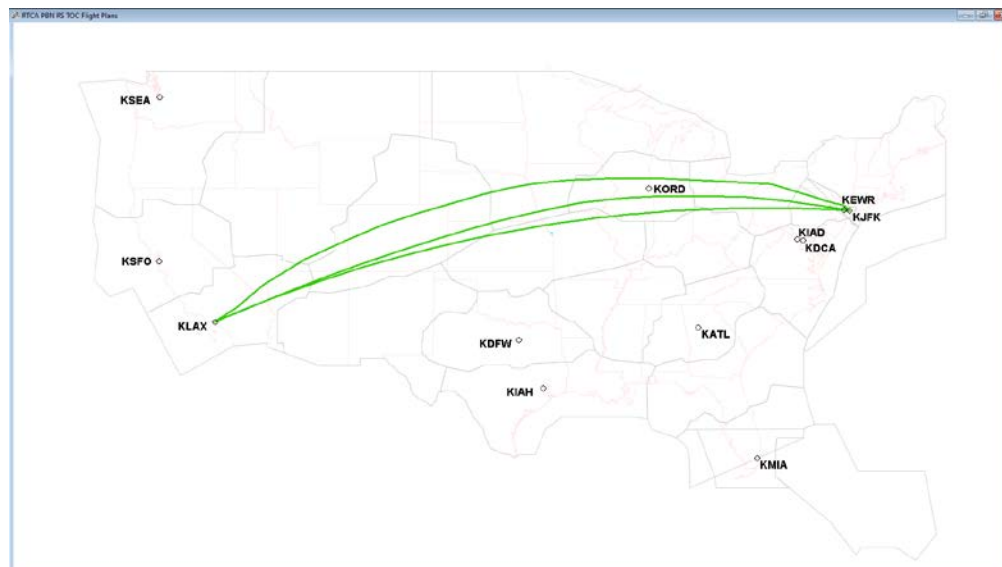 RTCA PBN RS TOC Flight Plans
KSEA
KORD
KEWR
KJFK
KIAD
KDCA
KSFO
KLAX
KATL
KDFW
KIAH
KMIA